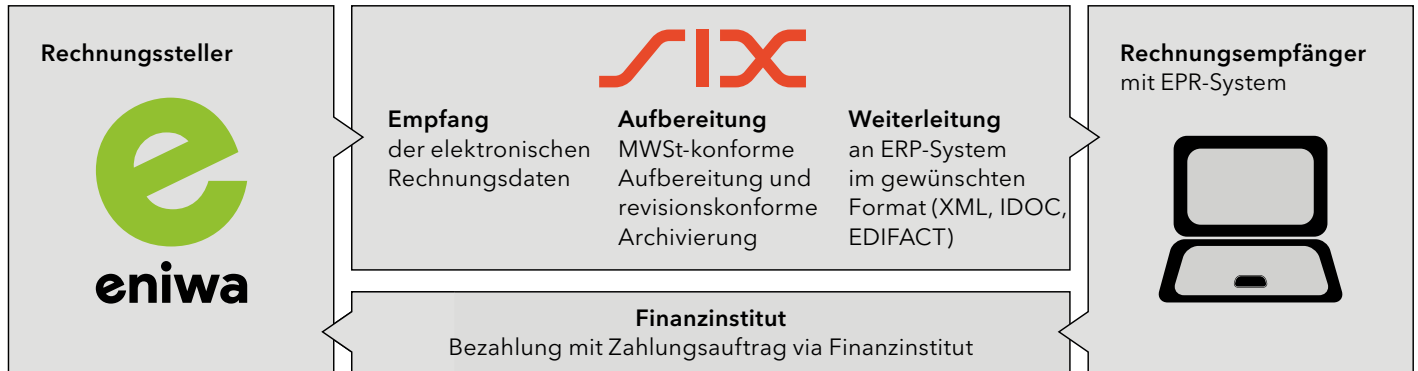 Rechnungssteller
eniwa
SIX
Empfang
der elektronischen
Rechnungsdaten
Aufbereitung
MWSt-konforme
Aufbereitung und
revisionskonforme
Archivierung
Weiterleitung
an ERP-System
im gewünschten
Format (XML, IDOC,
EDIFACT)
Rechnungsempfänger
mit EPR-System
Finanzinstitut
Bezahlung mit Zahlungsauftrag via Finanzinstitut